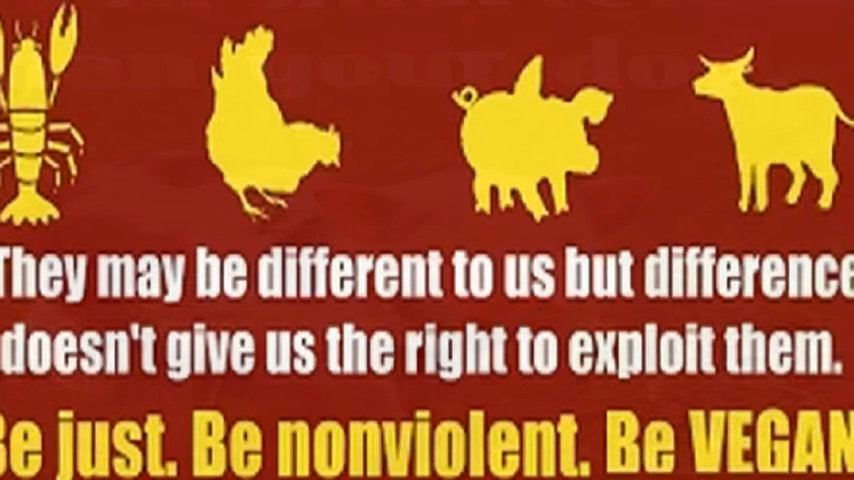 They may be different to us but difference
doesn't give us the right to exploit them.
Be just. Be nonviolent. Be VEGAN